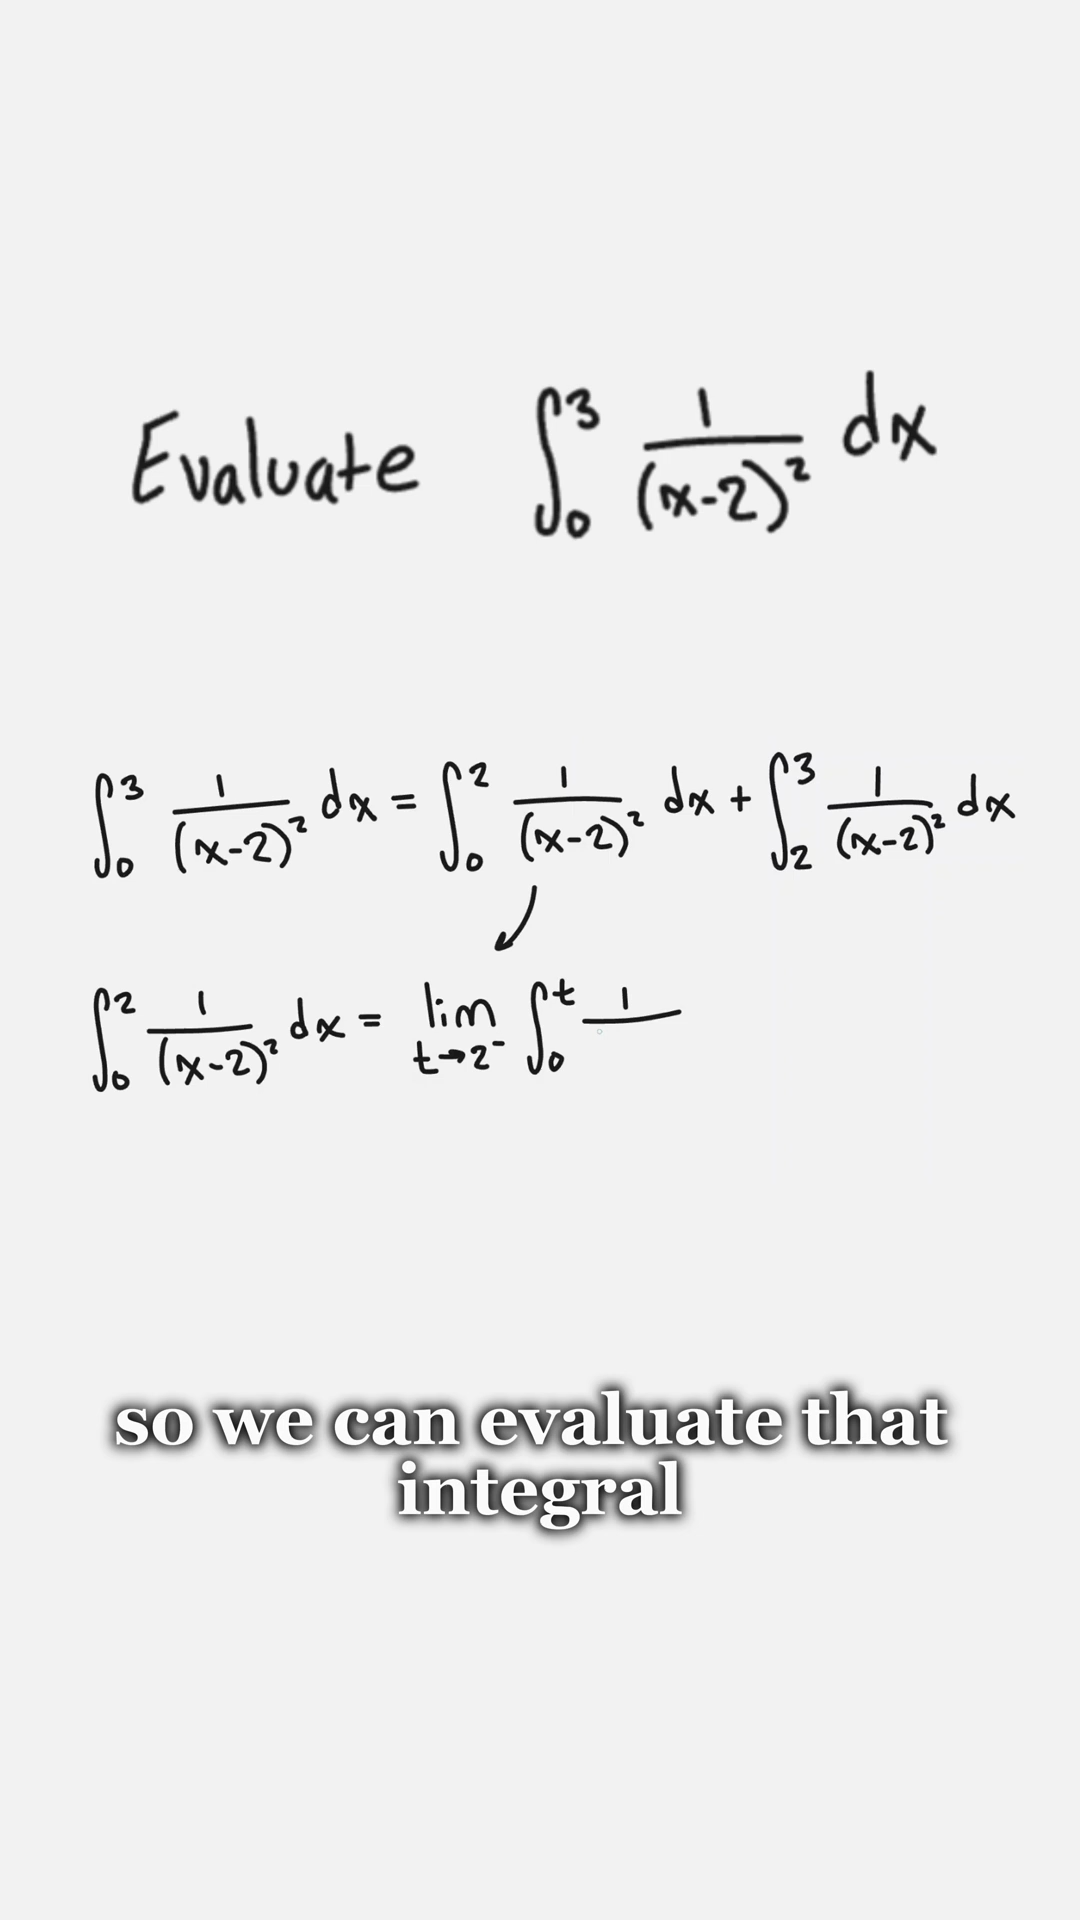 Evaluate ∫₀³ 1/(x-2)² dx
∫₀³ 1/(x-2)² dx = ∫₀² 1/(x-2)² dx + ∫₂³ 1/(x-2)² dx
∫₀² 1/(x-2)² dx = lim t→2⁻ ∫₀ᵗ 1/
so we can evaluate that
integral